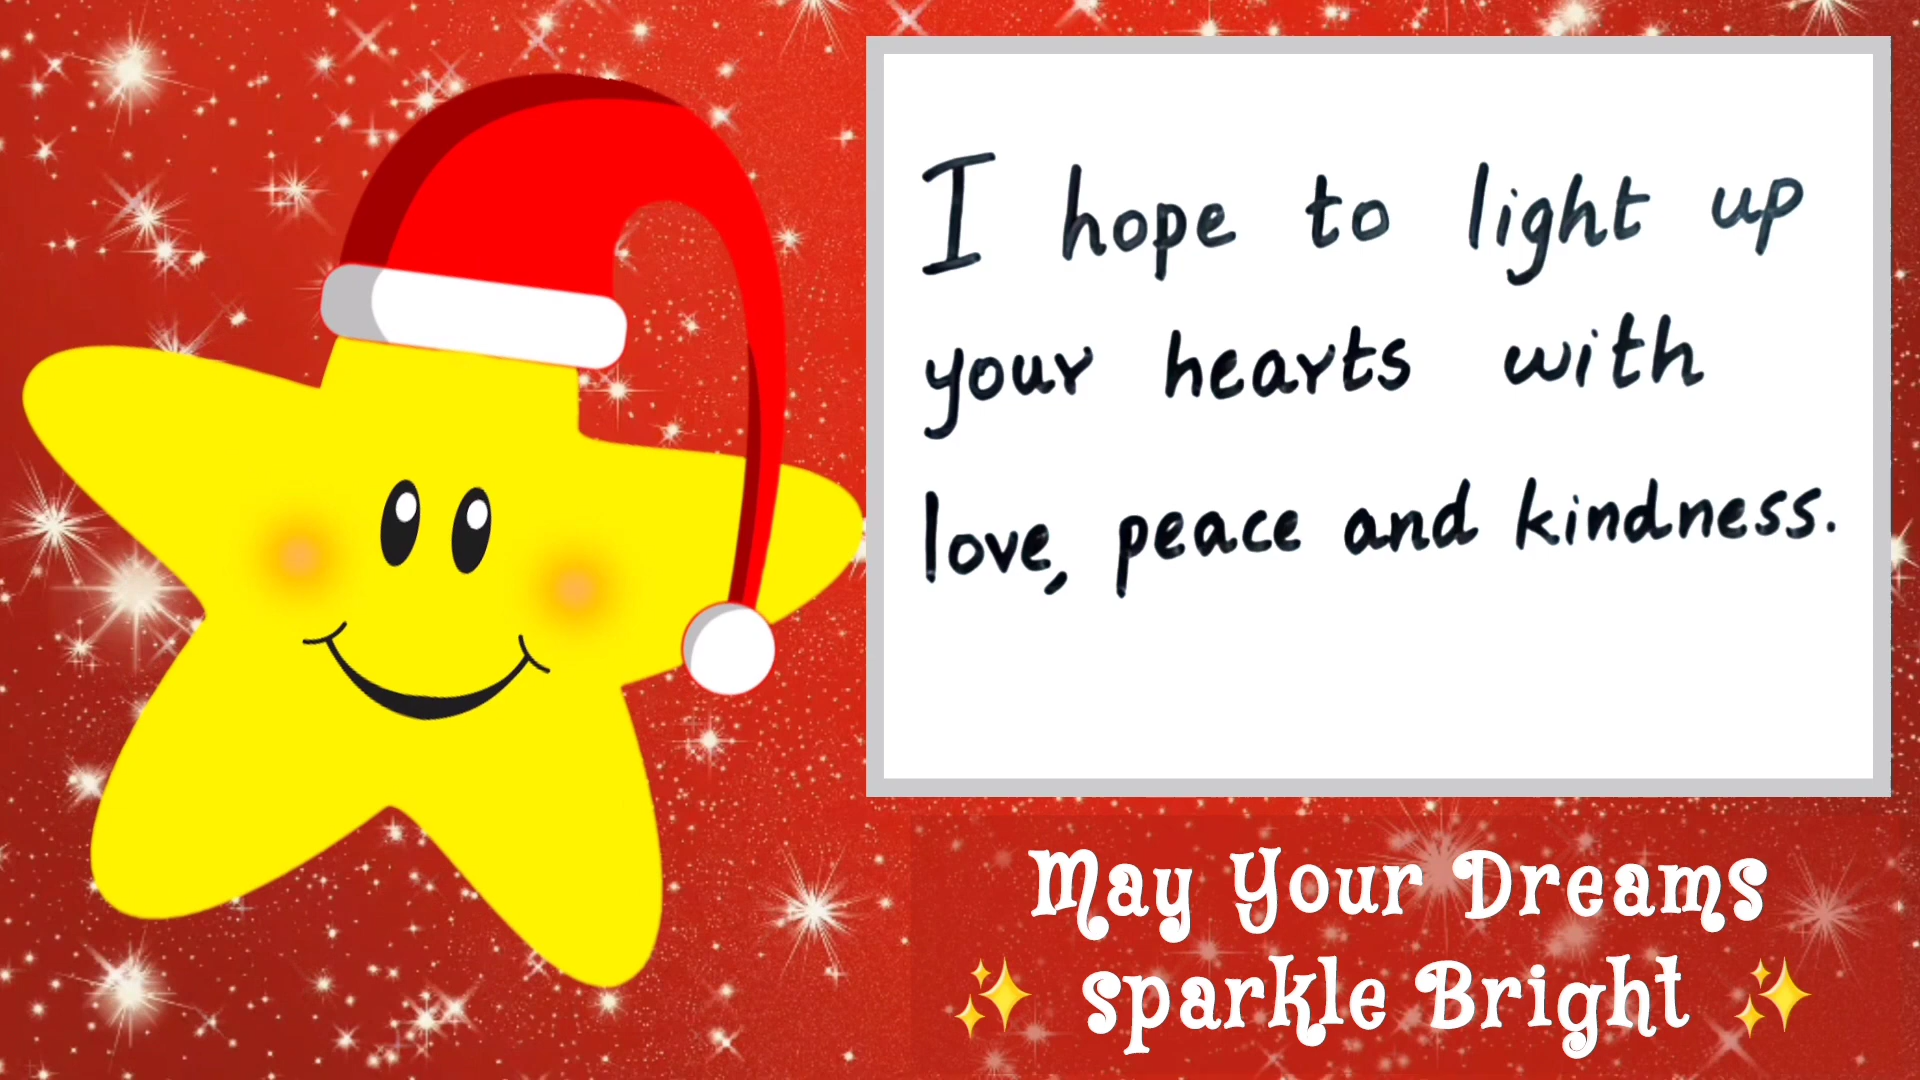 I hope to light up
your hearts with
love, peace and kindness.
May Your Dreams
✨ sparkle Bright ✨